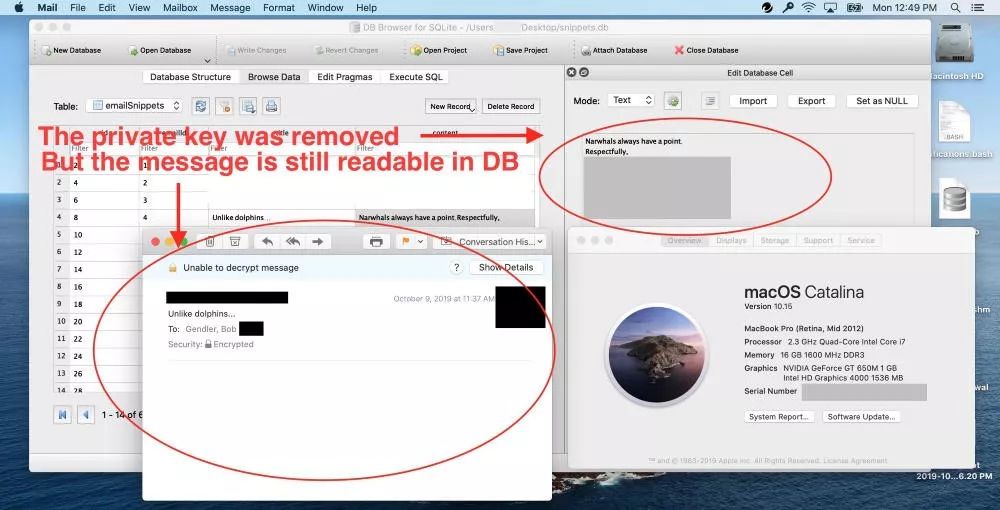 Mail File Edit View Mailbox Message Format Window Help
Mon 12:49 PM
DB Browser for SQLite - /Users Desktop/snippets.db
New Database Open Database Write Changes Revert Changes Open Project Save Project Attach Database Close Database
Database Structure Browse Data Edit Pragmas Execute SQL
Edit Database Cell
Table: emailSnippets New Record Delete Record
Mode: Text Import Export Set as NULL
content
Filter Filter Filter Filter
The private key was removed
But the message is still readable in DB
Narwhals always have a point.
Respectfully,
2 4 2
3 6
4 8 4 Unlike dolphins... Narwhals always have a point. Respectfully,
5 10
6 12
7 14
8 16
9 18
10 20
11 22
12 24
13 26
14 28
1 - 14 of 6
Conversation His...
Unable to decrypt message
? Show Details
October 9, 2019 at 11:37 AM
Unlike dolphins...
To: Gendler, Bob
Security: Encrypted
Overview Displays Storage Support Service
macOS Catalina
Version 10.15
MacBook Pro (Retina, Mid 2012)
Processor 2.3 GHz Quad-Core Intel Core i7
Memory 16 GB 1600 MHz DDR3
Graphics NVIDIA GeForce GT 650M 1 GB
Intel HD Graphics 4000 1536 MB
Serial Number
System Report... Software Update...
™ and © 1983-2019 Apple Inc. All Rights Reserved. License Agreement
acintosh HD
.BASH
ificanons.bash
2019-10...6.20 PM